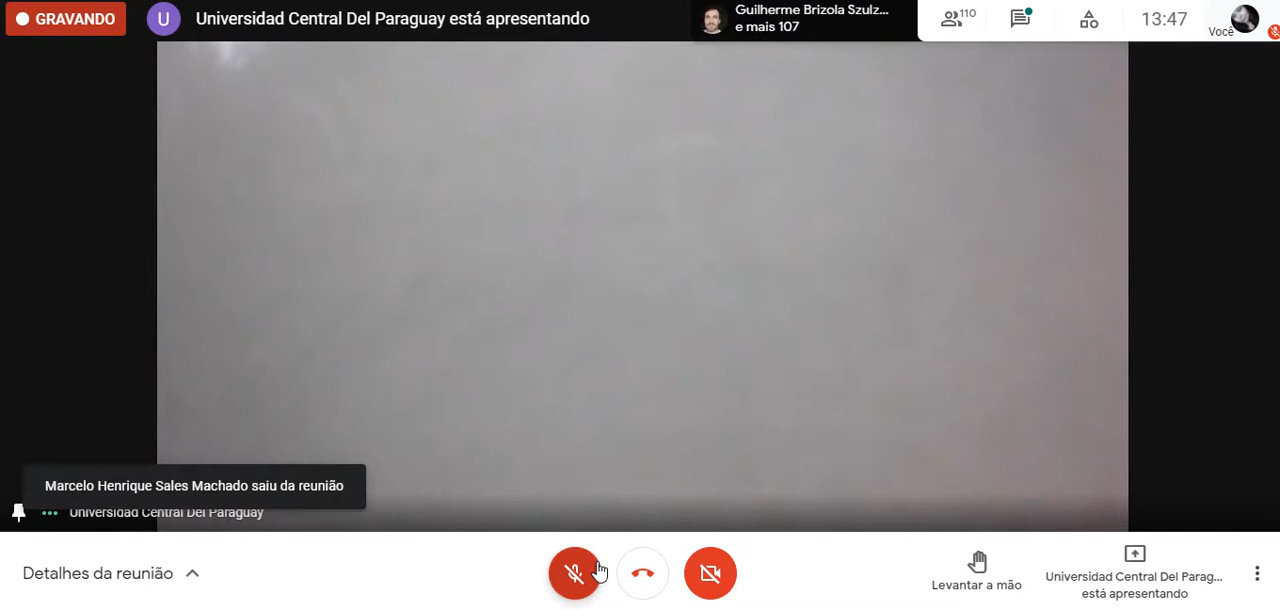 GRAVANDO
U
Universidad Central Del Paraguay está apresentando
Guilherme Brizola Szulz...
e mais 107
110
13:47
Você
Marcelo Henrique Sales Machado saiu da reunião
Universidad Central Del Paraguay
Detalhes da reunião
Levantar a mão
Universidad Central Del Parag...
está apresentando